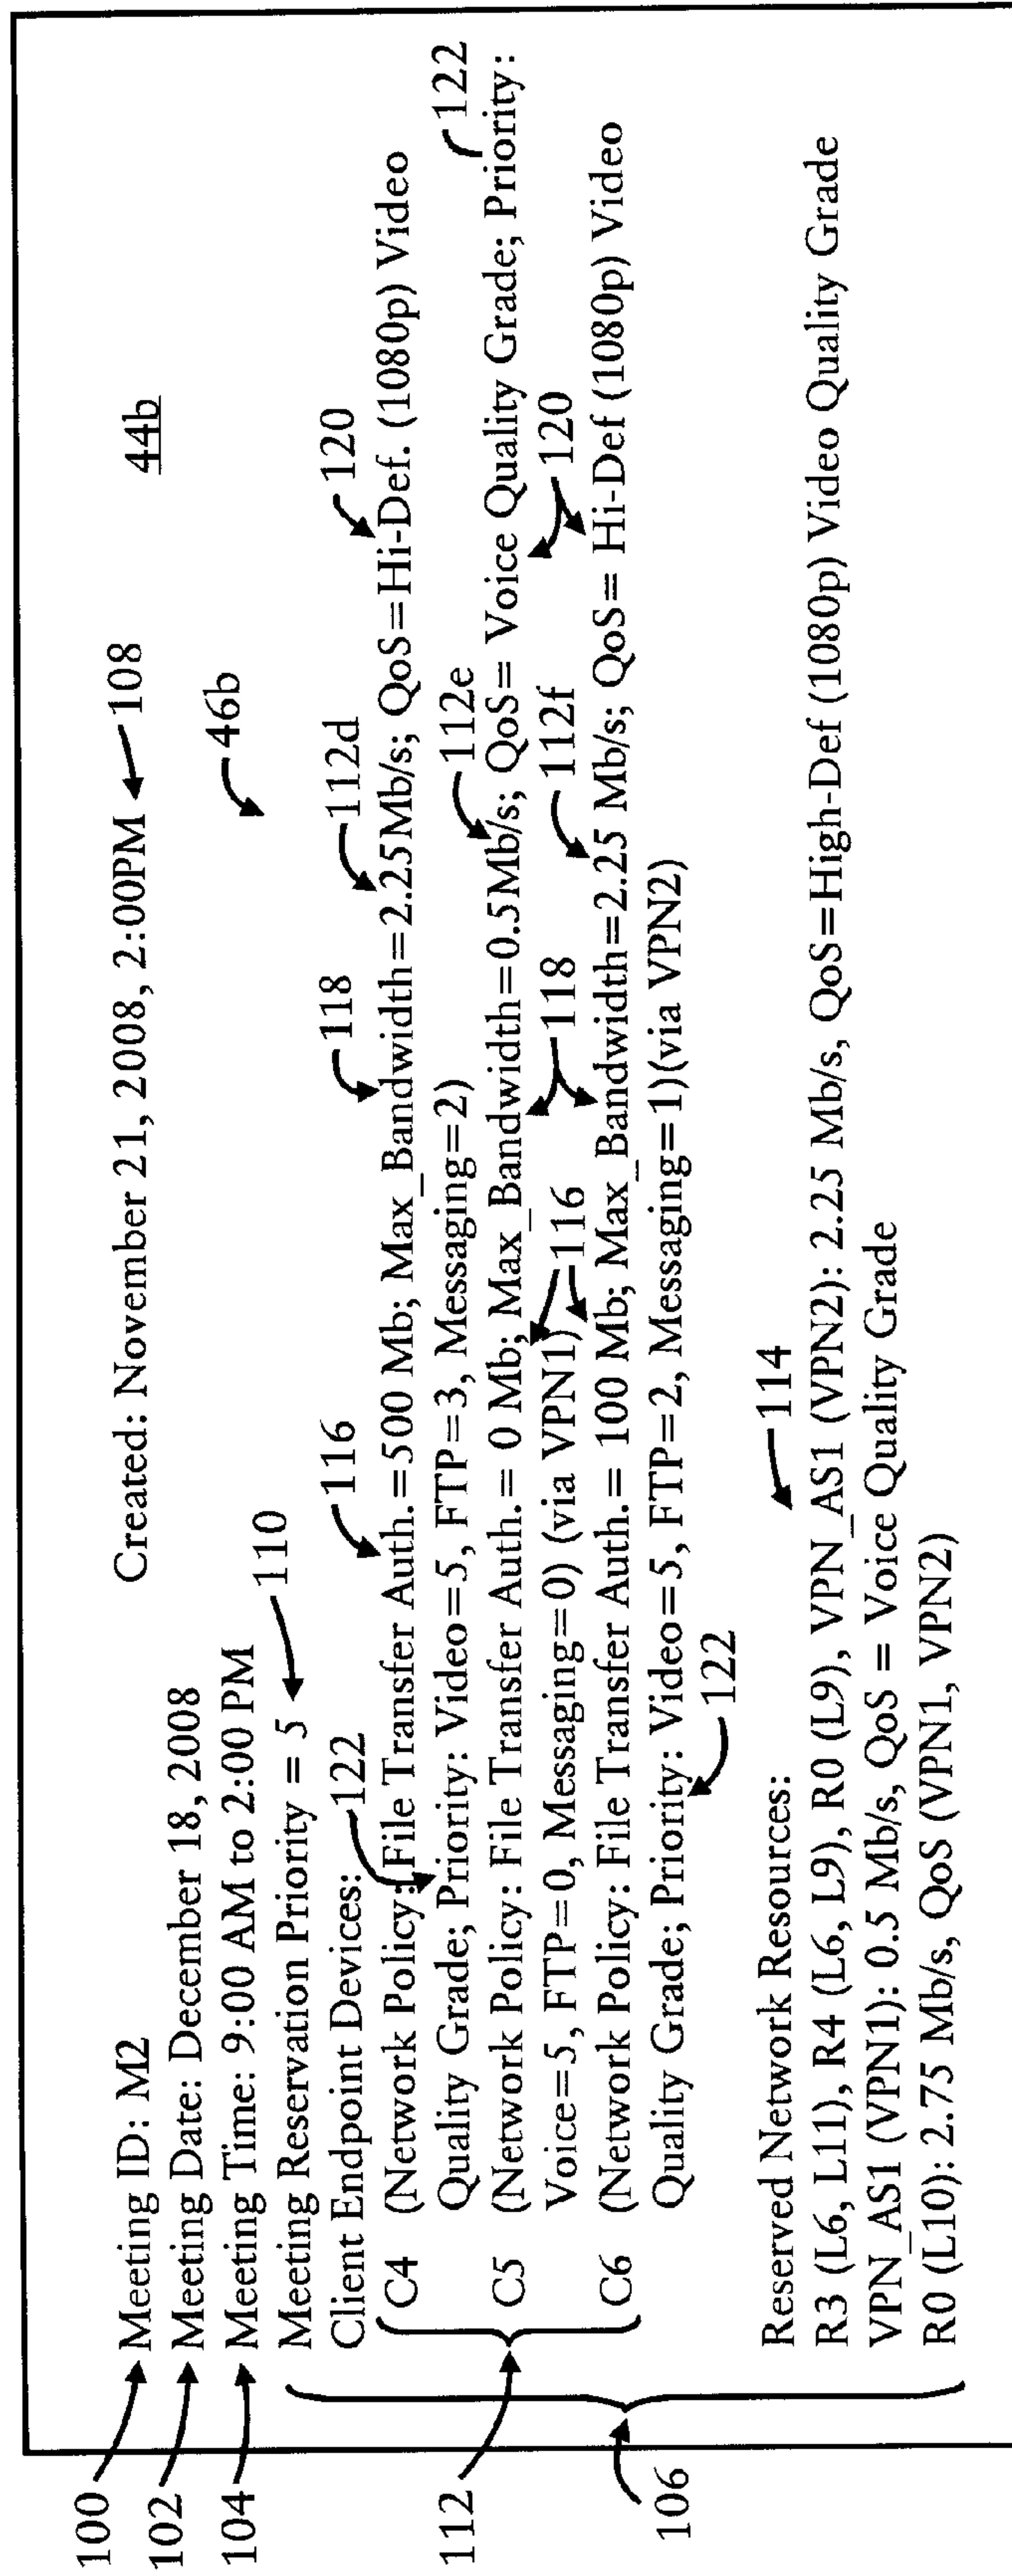 100
Meeting ID: M2
Created: November 21, 2008, 2:00PM
108
44b
102
Meeting Date: December 18, 2008
104
Meeting Time: 9:00 AM to 2:00 PM
46b
Meeting Reservation Priority = 5
110
Client Endpoint Devices:
122
116
118
112d
120
C4 (Network Policy: File Transfer Auth.=500 Mb; Max_Bandwidth=2.25Mb/s; QoS=Hi-Def. (1080p) Video
Quality Grade; Priority: Video=5, FTP=3, Messaging=2)
112e
122
112
C5 (Network Policy: File Transfer Auth.= 0 Mb; Max_Bandwidth=0.5Mb/s; QoS= Voice Quality Grade; Priority:
Voice=5, FTP=0, Messaging=0) (via VPN1)
116
118
112f
120
C6 (Network Policy: File Transfer Auth.= 100 Mb; Max_Bandwidth=2.25 Mb/s; QoS= Hi-Def (1080p) Video
Quality Grade; Priority: Video=5, FTP=2, Messaging=1)(via VPN2)
106
122
114
Reserved Network Resources:
R3 (L6, L11), R4 (L6, L9), R0 (L9), VPN_AS1 (VPN2): 2.25 Mb/s, QoS=High-Def (1080p) Video Quality Grade
VPN_AS1 (VPN1): 0.5 Mb/s, QoS = Voice Quality Grade
R0 (L10): 2.75 Mb/s, QoS (VPN1, VPN2)